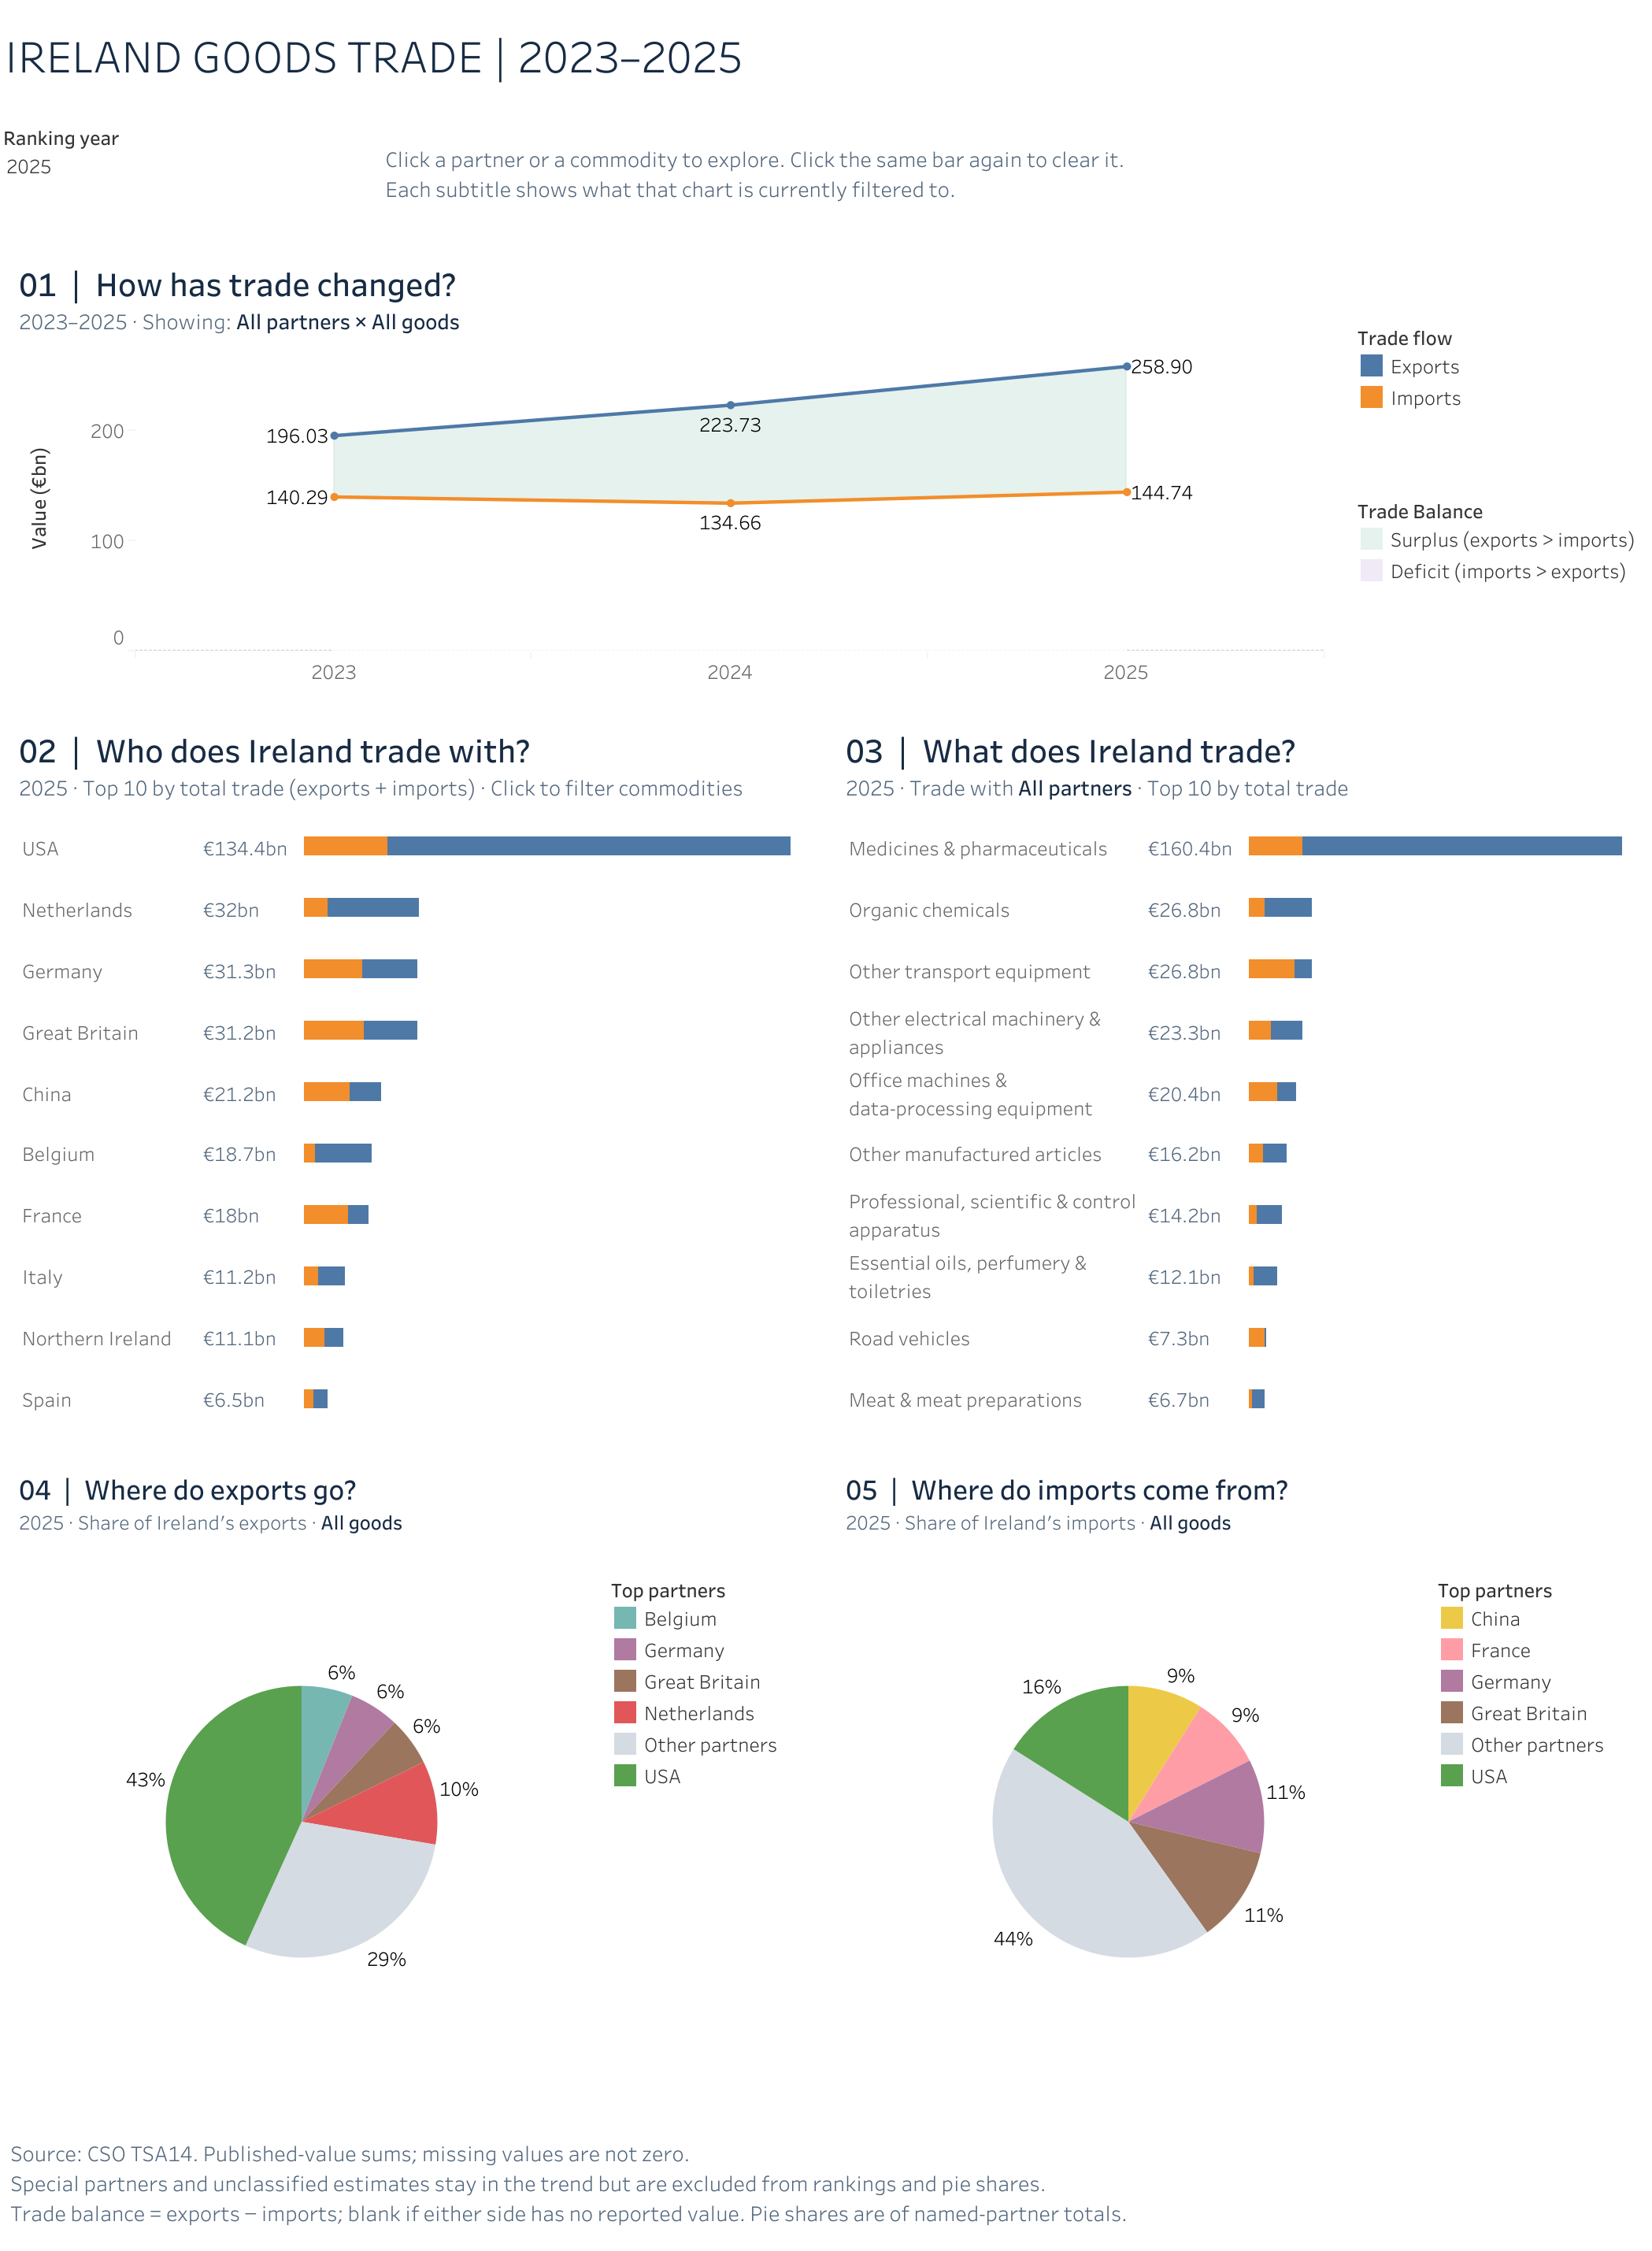 IRELAND GOODS TRADE | 2023–2025
Ranking year
2025
Click a partner or a commodity to explore. Click the same bar again to clear it.
Each subtitle shows what that chart is currently filtered to.
01 | How has trade changed?
2023–2025 · Showing: All partners × All goods
Value (€bn)
200
100
0
196.03
223.73
258.90
140.29
134.66
144.74
2023
2024
2025
Trade flow
Exports
Imports
Trade Balance
Surplus (exports > imports)
Deficit (imports > exports)
02 | Who does Ireland trade with?
2025 · Top 10 by total trade (exports + imports) · Click to filter commodities
USA €134.4bn
Netherlands €32bn
Germany €31.3bn
Great Britain €31.2bn
China €21.2bn
Belgium €18.7bn
France €18bn
Italy €11.2bn
Northern Ireland €11.1bn
Spain €6.5bn
03 | What does Ireland trade?
2025 · Trade with All partners · Top 10 by total trade
Medicines & pharmaceuticals €160.4bn
Organic chemicals €26.8bn
Other transport equipment €26.8bn
Other electrical machinery &
appliances
€23.3bn
Office machines &
data-processing equipment
€20.4bn
Other manufactured articles €16.2bn
Professional, scientific & control
apparatus
€14.2bn
Essential oils, perfumery &
toiletries
€12.1bn
Road vehicles €7.3bn
Meat & meat preparations €6.7bn
04 | Where do exports go?
2025 · Share of Ireland's exports · All goods
6%
6%
6%
10%
29%
43%
Top partners
Belgium
Germany
Great Britain
Netherlands
Other partners
USA
05 | Where do imports come from?
2025 · Share of Ireland's imports · All goods
9%
9%
11%
11%
44%
16%
Top partners
China
France
Germany
Great Britain
Other partners
USA
Source: CSO TSA14. Published-value sums; missing values are not zero.
Special partners and unclassified estimates stay in the trend but are excluded from rankings and pie shares.
Trade balance = exports − imports; blank if either side has no reported value. Pie shares are of named-partner totals.